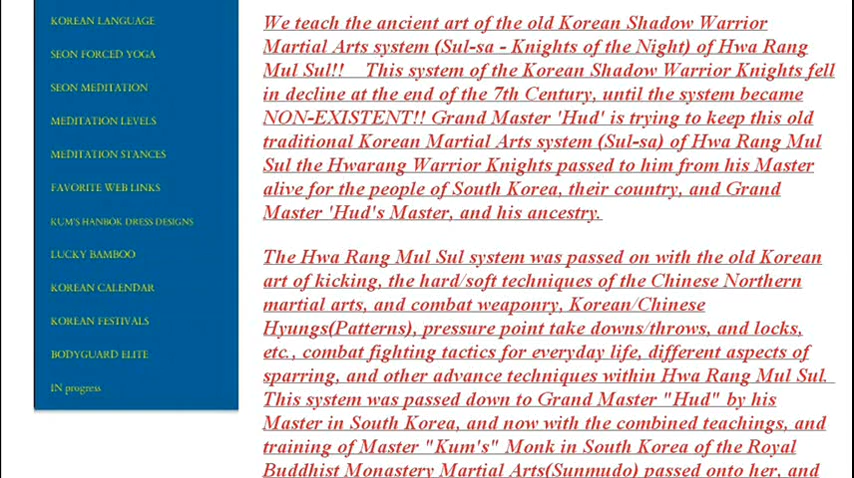 KOREAN LANGUAGE
SEON FORCED YOGA
SEON MEDITATION
MEDITATION LEVELS
MEDITATION STANCES
FAVORITE WEB LINKS
KUM'S HANBOK DRESS DESIGNS
LUCKY BAMBOO
KOREAN CALENDAR
KOREAN FESTIVALS
BODYGUARD ELITE
IN progress
We teach the ancient art of the old Korean Shadow Warrior
Martial Arts system (Sul-sa - Knights of the Night) of Hwa Rang
Mul Sul!! This system of the Korean Shadow Warrior Knights fell
in decline at the end of the 7th Century, until the system became
NON-EXISTENT!! Grand Master 'Hud' is trying to keep this old
traditional Korean Martial Arts system (Sul-sa) of Hwa Rang Mul
Sul the Hwarang Warrior Knights passed to him from his Master
alive for the people of South Korea, their country, and Grand
Master 'Hud's Master, and his ancestry.
The Hwa Rang Mul Sul system was passed on with the old Korean
art of kicking, the hard/soft techniques of the Chinese Northern
martial arts, and combat weaponry, Korean/Chinese
Hyungs(Patterns), pressure point take downs/throws, and locks,
etc., combat fighting tactics for everyday life, different aspects of
sparring, and other advance techniques within Hwa Rang Mul Sul.
This system was passed down to Grand Master "Hud" by his
Master in South Korea, and now with the combined teachings, and
training of Master "Kum's" Monk in South Korea of the Royal
Buddhist Monastery Martial Arts(Sunmudo) passed onto her, and